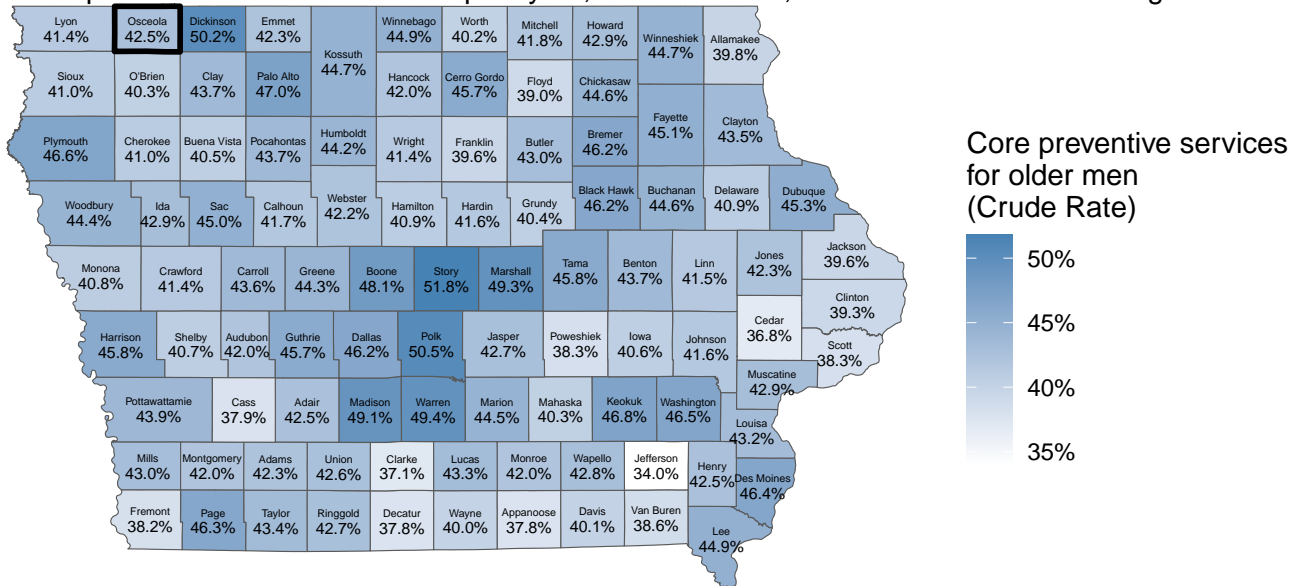 Lyon
41.4%
Osceola
42.5%
Dickinson
50.2%
Emmet
42.3%
Kossuth
44.7%
Winnebago
44.9%
Worth
40.2%
Mitchell
41.8%
Howard
42.9%
Winneshiek
44.7%
Allamakee
39.8%
Sioux
41.0%
O'Brien
40.3%
Clay
43.7%
Palo Alto
47.0%
Hancock
42.0%
Cerro Gordo
45.7%
Floyd
39.0%
Chickasaw
44.6%
Fayette
45.1%
Clayton
43.5%
Plymouth
46.6%
Cherokee
41.0%
Buena Vista
40.5%
Pocahontas
43.7%
Humboldt
44.2%
Wright
41.4%
Franklin
39.6%
Butler
43.0%
Bremer
46.2%
Woodbury
44.4%
Ida
42.9%
Sac
45.0%
Calhoun
41.7%
Webster
42.2%
Hamilton
40.9%
Hardin
41.6%
Grundy
40.4%
Black Hawk
46.2%
Buchanan
44.6%
Delaware
40.9%
Dubuque
45.3%
Monona
40.8%
Crawford
41.4%
Carroll
43.6%
Greene
44.3%
Boone
48.1%
Story
51.8%
Marshall
49.3%
Tama
45.8%
Benton
43.7%
Linn
41.5%
Jones
42.3%
Jackson
39.6%
Clinton
39.3%
Harrison
45.8%
Shelby
40.7%
Audubon
42.0%
Guthrie
45.7%
Dallas
46.2%
Polk
50.5%
Jasper
42.7%
Poweshiek
38.3%
Iowa
40.6%
Johnson
41.6%
Cedar
36.8%
Scott
38.3%
Muscatine
42.9%
Pottawattamie
43.9%
Cass
37.9%
Adair
42.5%
Madison
49.1%
Warren
49.4%
Marion
44.5%
Mahaska
40.3%
Keokuk
46.8%
Washington
46.5%
Louisa
43.2%
Mills
43.0%
Montgomery
42.0%
Adams
42.3%
Union
42.6%
Clarke
37.1%
Lucas
43.3%
Monroe
42.0%
Wapello
42.8%
Jefferson
34.0%
Henry
42.5%
Des Moines
46.4%
Fremont
38.2%
Page
46.3%
Taylor
43.4%
Ringgold
42.7%
Decatur
37.8%
Wayne
40.0%
Appanoose
37.8%
Davis
40.1%
Van Buren
38.6%
Lee
44.9%
Core preventive services
for older men
(Crude Rate)
50%
45%
40%
35%